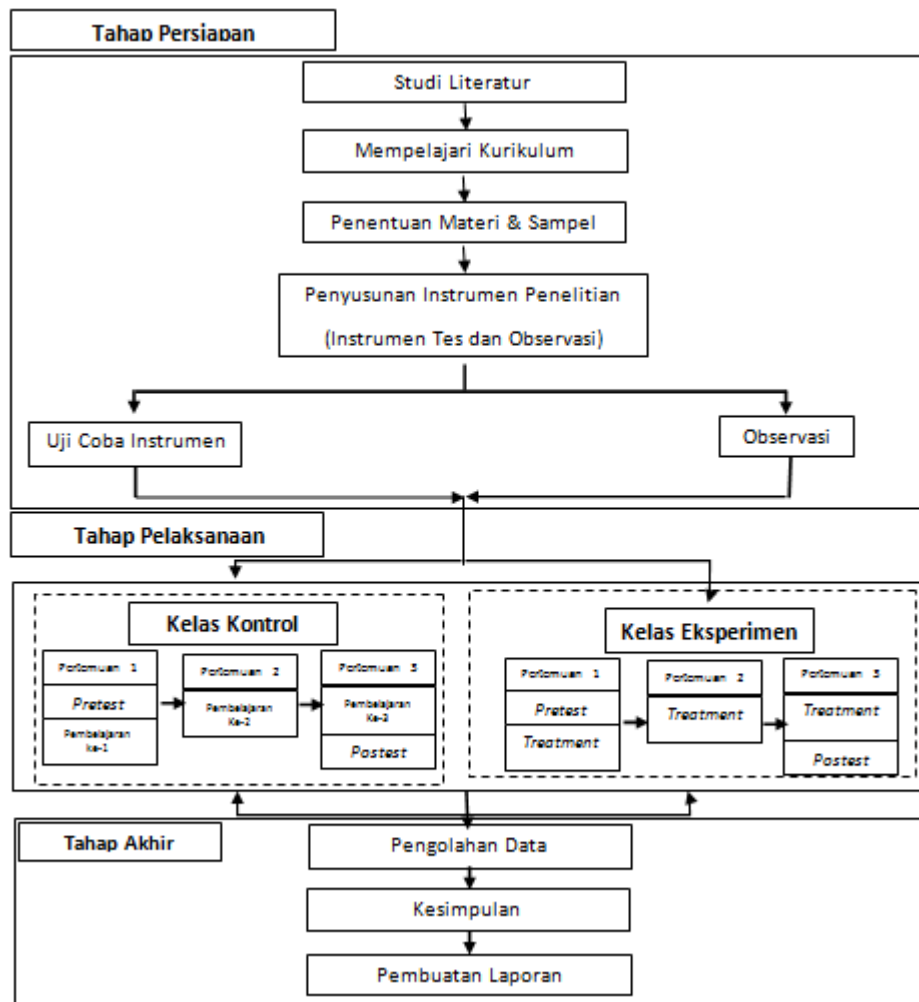 Tahap Persiapan
Studi Literatur
Mempelajari Kurikulum
Penentuan Materi & Sampel
Penyusunan Instrumen Penelitian
(Instrumen Tes dan Observasi)
Uji Coba Instrumen
Observasi
Tahap Pelaksanaan
Kelas Kontrol
Pertemuan 1
Pretest
Pembelajaran
ke-1
Pertemuan 2
Pembelajaran
Ke-2
Pertemuan 3
Pembelajaran
Ke-3
Postest
Kelas Eksperimen
Pertemuan 1
Pretest
Treatment
Pertemuan 2
Treatment
Pertemuan 3
Treatment
Postest
Tahap Akhir
Pengolahan Data
Kesimpulan
Pembuatan Laporan